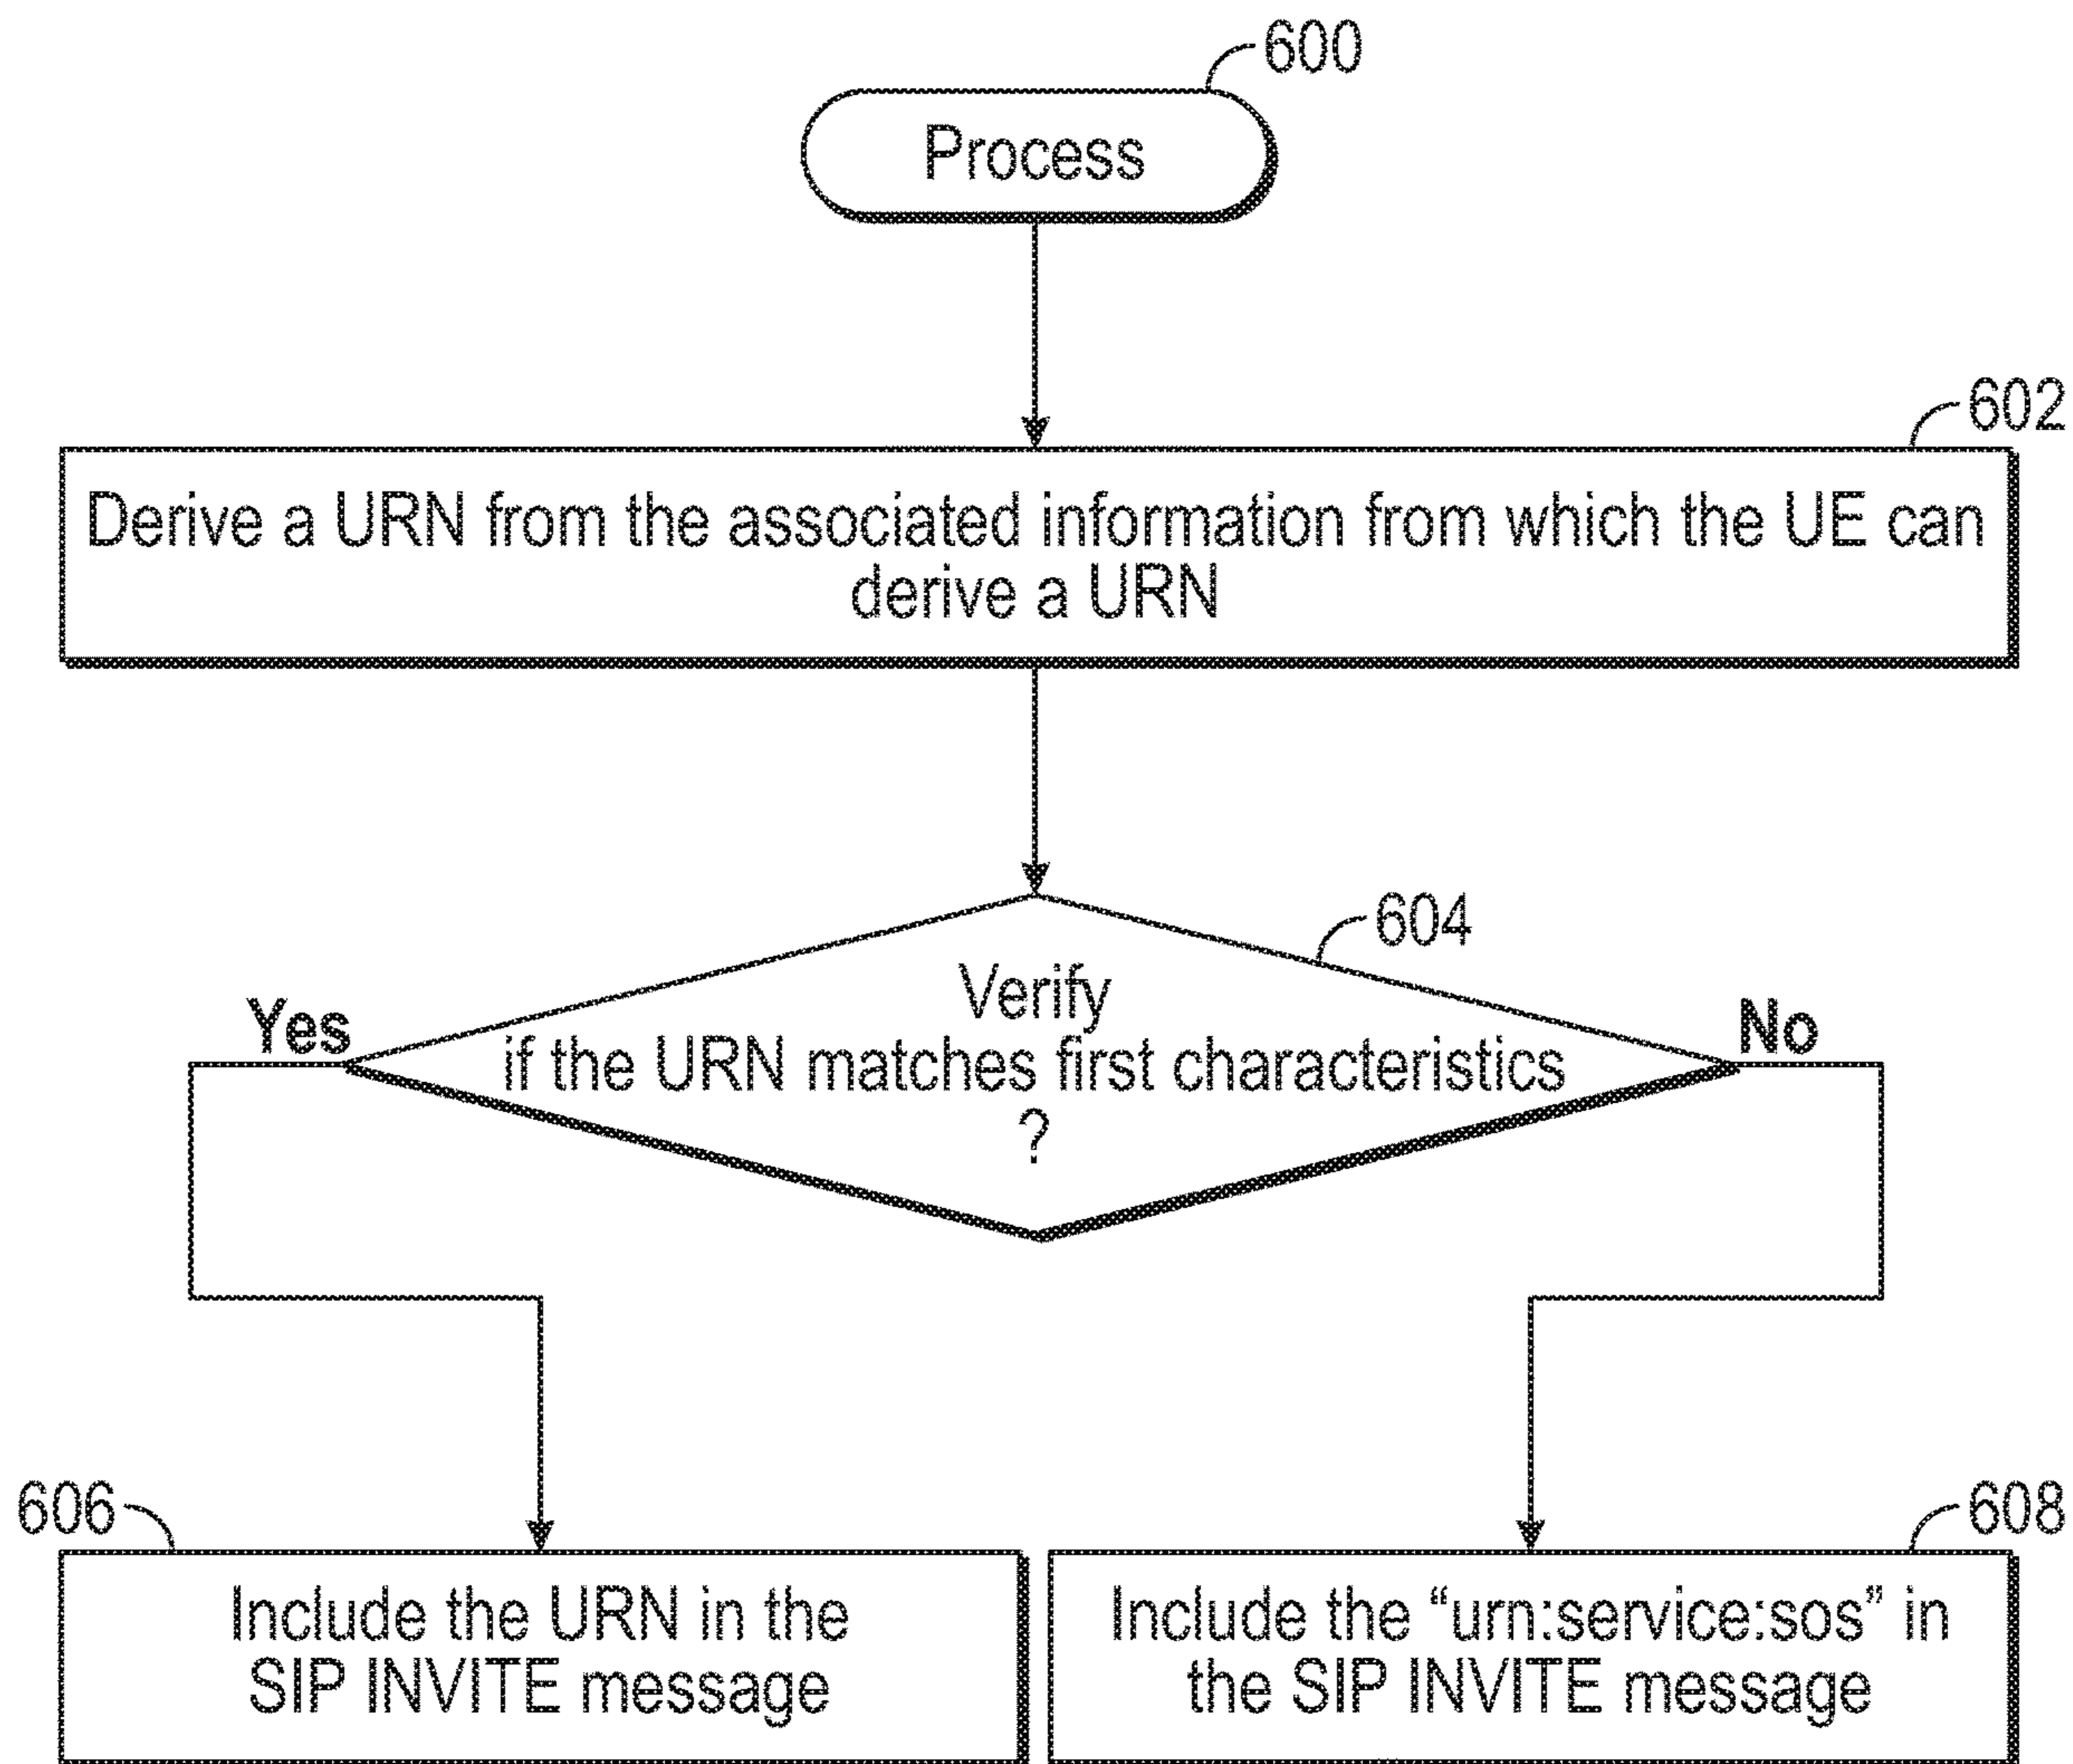 600
Process
602
Derive a URN from the associated information from which the UE can
derive a URN
604
Verify
if the URN matches first characteristics
?
Yes
No
606
Include the URN in the
SIP INVITE message
608
Include the “urn:service:sos” in
the SIP INVITE message